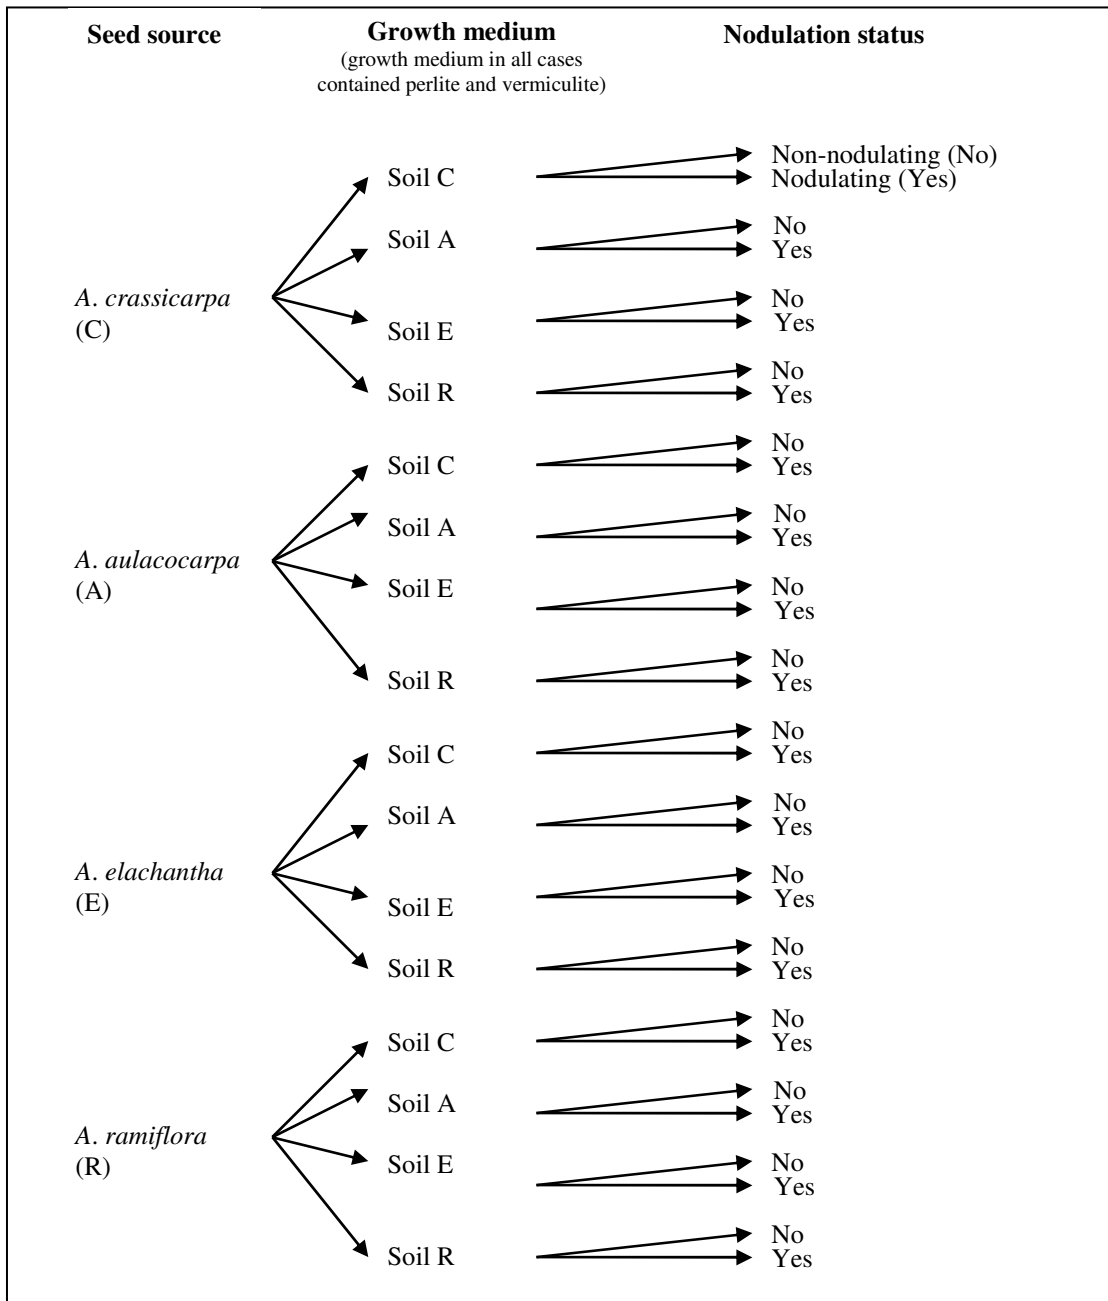 Seed source
Growth medium
(growth medium in all cases
contained perlite and vermiculite)
Nodulation status
A. crassicarpa
(C)
Soil C
Non-nodulating (No)
Nodulating (Yes)
Soil A
No
Yes
Soil E
No
Yes
Soil R
No
Yes
A. aulacocarpa
(A)
Soil C
No
Yes
Soil A
No
Yes
Soil E
No
Yes
Soil R
No
Yes
A. elachantha
(E)
Soil C
No
Yes
Soil A
No
Yes
Soil E
No
Yes
Soil R
No
Yes
A. ramiflora
(R)
Soil C
No
Yes
Soil A
No
Yes
Soil E
No
Yes
Soil R
No
Yes